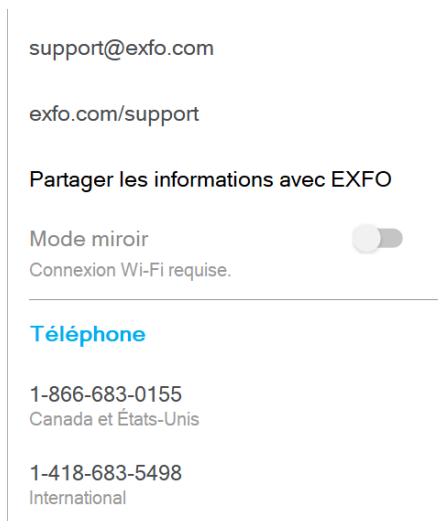 support@exfo.com
exfo.com/support
Partager les informations avec EXFO
Mode miroir
Connexion Wi-Fi requise.
Téléphone
1-866-683-0155
Canada et États-Unis
1-418-683-5498
International